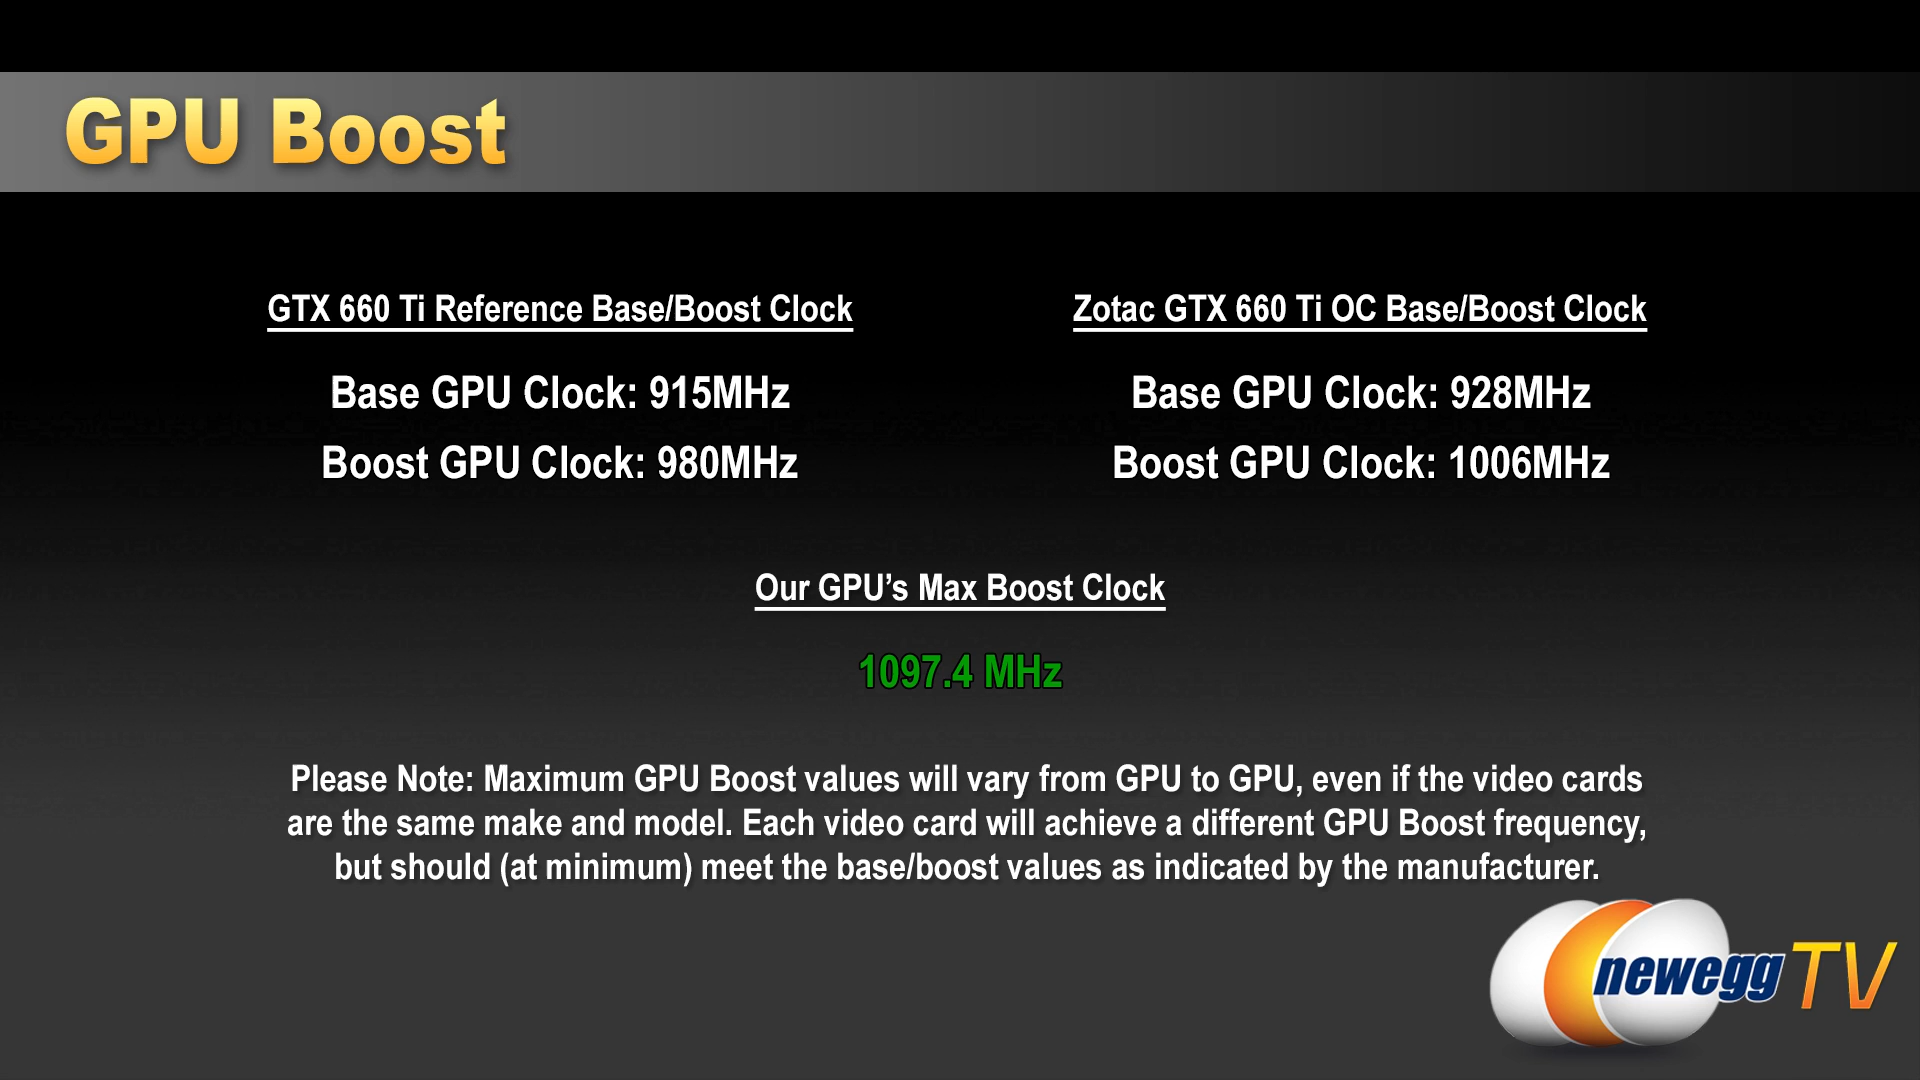 GPU Boost
GTX 660 Ti Reference Base/Boost Clock
Base GPU Clock: 915MHz
Boost GPU Clock: 980MHz
Zotac GTX 660 Ti OC Base/Boost Clock
Base GPU Clock: 928MHz
Boost GPU Clock: 1006MHz
Our GPU’s Max Boost Clock
1097.4 MHz
Please Note: Maximum GPU Boost values will vary from GPU to GPU, even if the video cards
are the same make and model. Each video card will achieve a different GPU Boost frequency,
but should (at minimum) meet the base/boost values as indicated by the manufacturer.
newegg TV